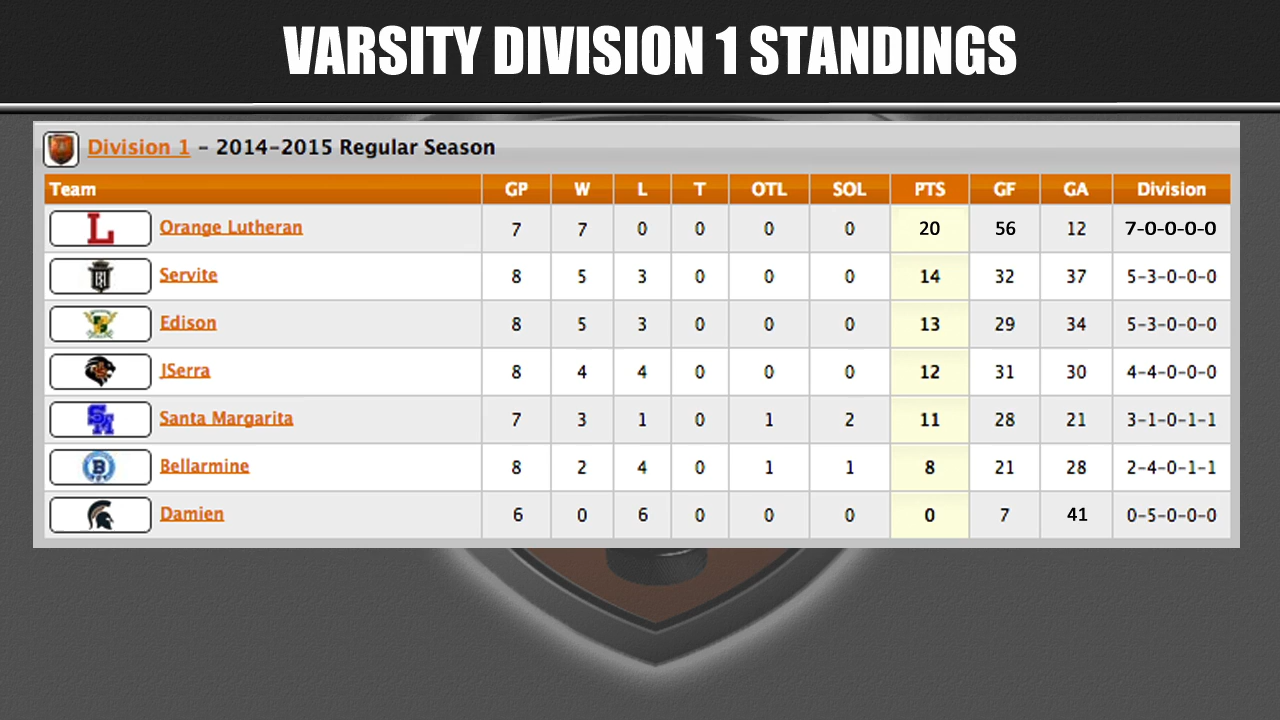 VARSITY DIVISION 1 STANDINGS
Division 1 - 2014-2015 Regular Season
Team GP W L T OTL SOL PTS GF GA Division
L Orange Lutheran 7 7 0 0 0 0 20 56 12 7-0-0-0-0
Servite 8 5 3 0 0 0 14 32 37 5-3-0-0-0
Edison 8 5 3 0 0 0 13 29 34 5-3-0-0-0
JSerra 8 4 4 0 0 0 12 31 30 4-4-0-0-0
SM Santa Margarita 7 3 1 0 1 2 11 28 21 3-1-0-1-1
B Bellarmine 8 2 4 0 1 1 8 21 28 2-4-0-1-1
Damien 6 0 6 0 0 0 0 7 41 0-5-0-0-0